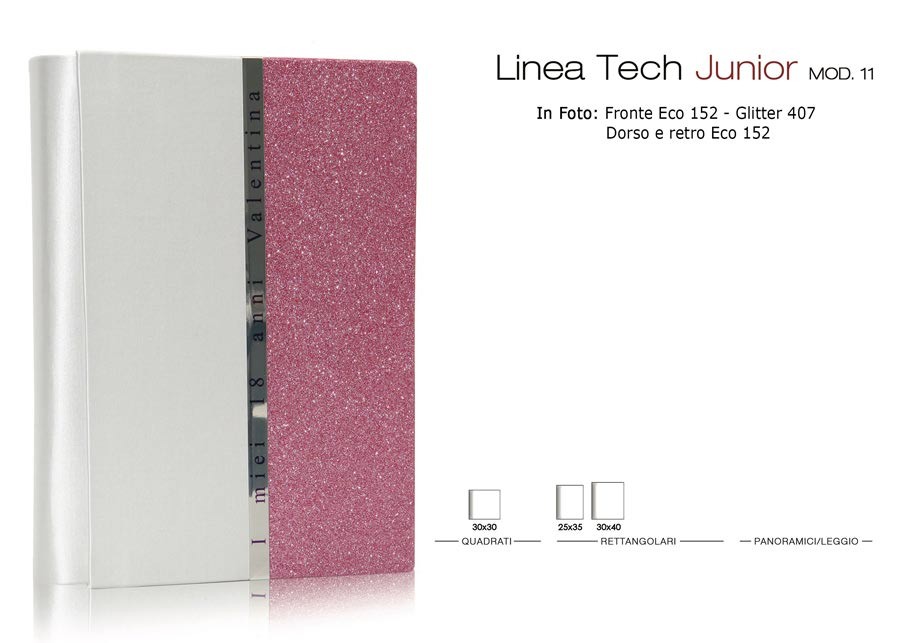 I miei 18 anni Valentina
Linea Tech Junior MOD. 11
In Foto: Fronte Eco 152 - Glitter 407
Dorso e retro Eco 152
30x30
25x35
30x40
QUADRATI
RETTANGOLARI
PANORAMICI/LEGGIO